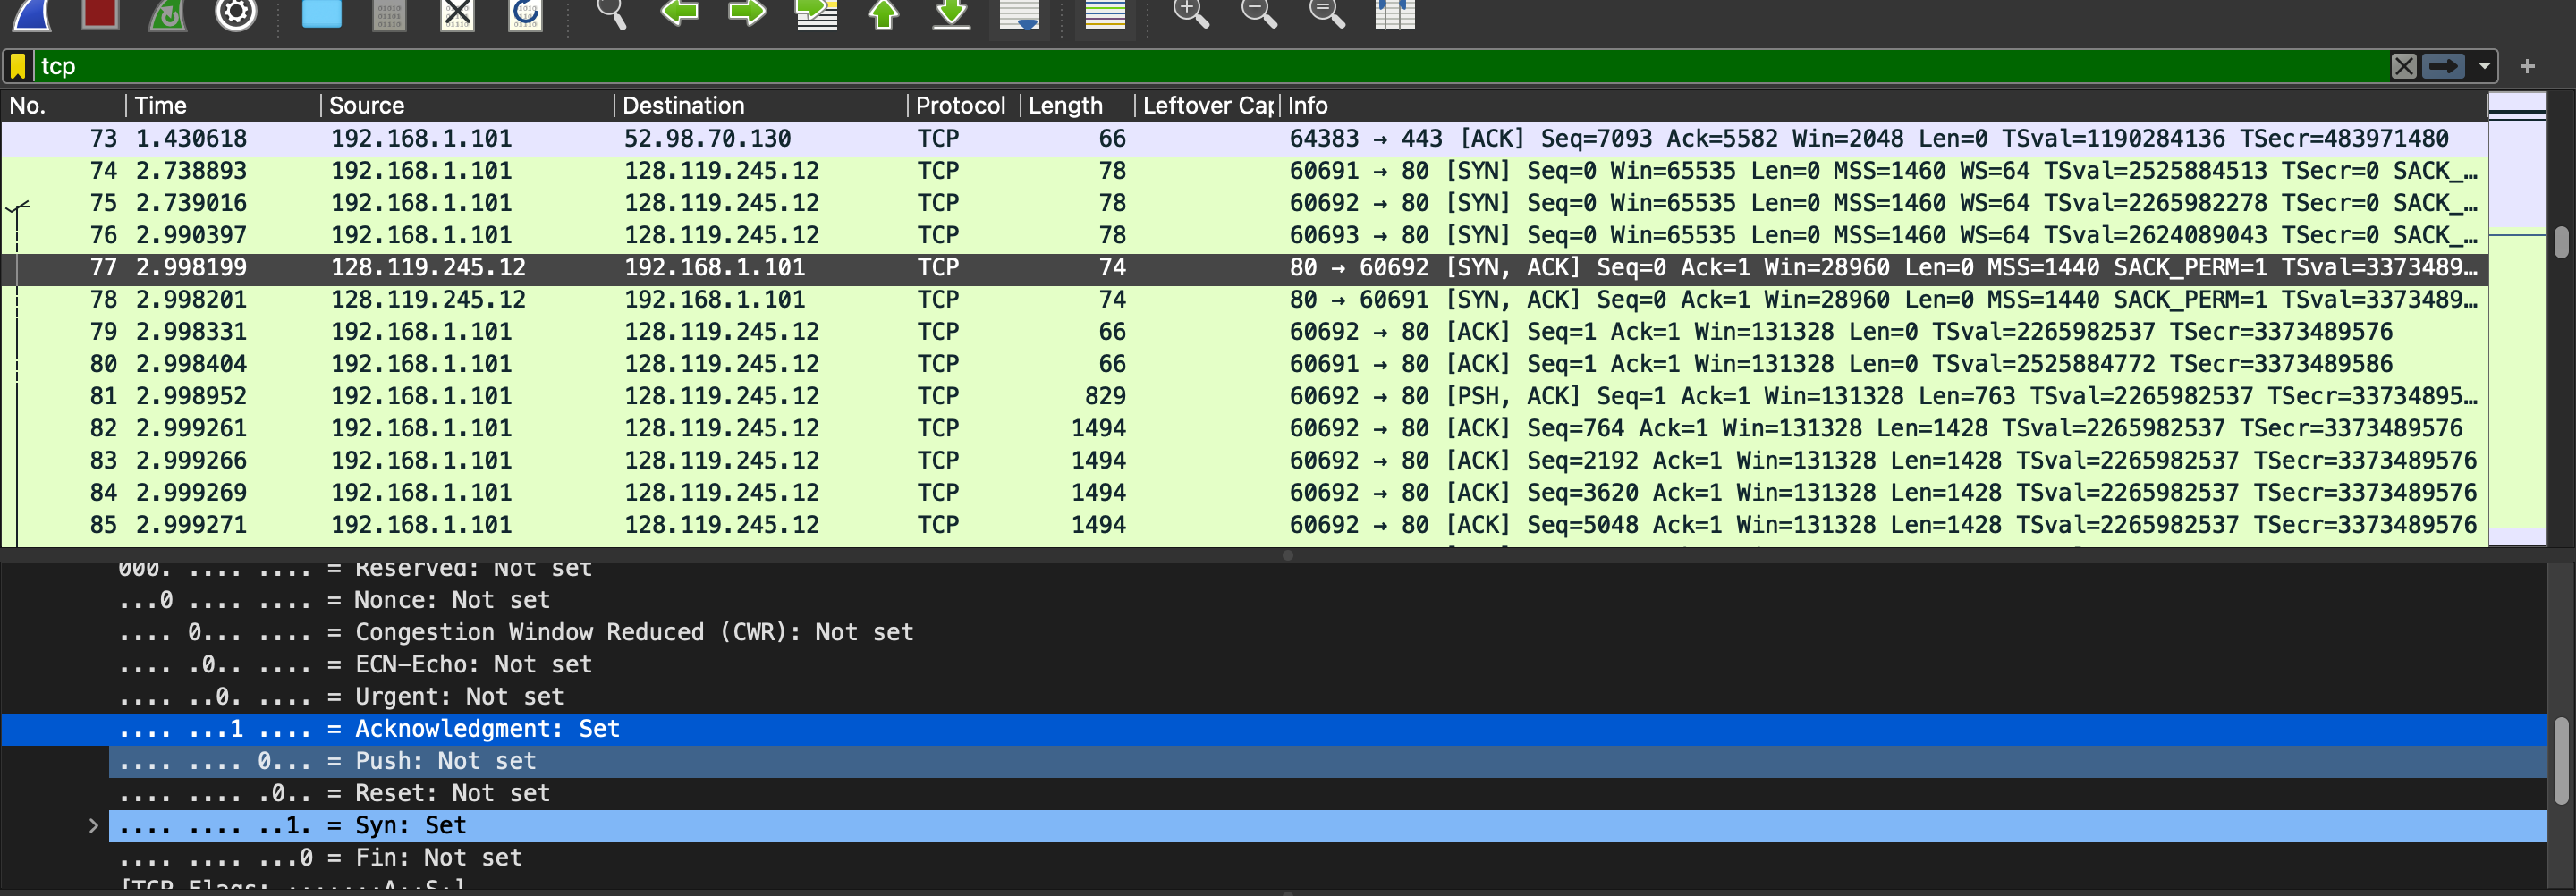 tcp
No. Time Source Destination Protocol Length Leftover Cap Info
73 1.430618 192.168.1.101 52.98.70.130 TCP 66 64383 → 443 [ACK] Seq=7093 Ack=5582 Win=2048 Len=0 TSval=1190284136 TSecr=483971480
74 2.738893 192.168.1.101 128.119.245.12 TCP 78 60691 → 80 [SYN] Seq=0 Win=65535 Len=0 MSS=1460 WS=64 TSval=2525884513 TSecr=0 SACK_…
75 2.739016 192.168.1.101 128.119.245.12 TCP 78 60692 → 80 [SYN] Seq=0 Win=65535 Len=0 MSS=1460 WS=64 TSval=2265982278 TSecr=0 SACK_…
76 2.990397 192.168.1.101 128.119.245.12 TCP 78 60693 → 80 [SYN] Seq=0 Win=65535 Len=0 MSS=1460 WS=64 TSval=2624089043 TSecr=0 SACK_…
77 2.998199 128.119.245.12 192.168.1.101 TCP 74 80 → 60692 [SYN, ACK] Seq=0 Ack=1 Win=28960 Len=0 MSS=1440 SACK_PERM=1 TSval=3373489…
78 2.998201 128.119.245.12 192.168.1.101 TCP 74 80 → 60691 [SYN, ACK] Seq=0 Ack=1 Win=28960 Len=0 MSS=1440 SACK_PERM=1 TSval=3373489…
79 2.998331 192.168.1.101 128.119.245.12 TCP 66 60692 → 80 [ACK] Seq=1 Ack=1 Win=131328 Len=0 TSval=2265982537 TSecr=3373489576
80 2.998404 192.168.1.101 128.119.245.12 TCP 66 60691 → 80 [ACK] Seq=1 Ack=1 Win=131328 Len=0 TSval=2525884772 TSecr=3373489586
81 2.998952 192.168.1.101 128.119.245.12 TCP 829 60692 → 80 [PSH, ACK] Seq=1 Ack=1 Win=131328 Len=763 TSval=2265982537 TSecr=33734895…
82 2.999261 192.168.1.101 128.119.245.12 TCP 1494 60692 → 80 [ACK] Seq=764 Ack=1 Win=131328 Len=1428 TSval=2265982537 TSecr=3373489576
83 2.999266 192.168.1.101 128.119.245.12 TCP 1494 60692 → 80 [ACK] Seq=2192 Ack=1 Win=131328 Len=1428 TSval=2265982537 TSecr=3373489576
84 2.999269 192.168.1.101 128.119.245.12 TCP 1494 60692 → 80 [ACK] Seq=3620 Ack=1 Win=131328 Len=1428 TSval=2265982537 TSecr=3373489576
85 2.999271 192.168.1.101 128.119.245.12 TCP 1494 60692 → 80 [ACK] Seq=5048 Ack=1 Win=131328 Len=1428 TSval=2265982537 TSecr=3373489576
000. .... .... = Reserved: Not set
...0 .... .... = Nonce: Not set
.... 0... .... = Congestion Window Reduced (CWR): Not set
.... .0.. .... = ECN-Echo: Not set
.... ..0. .... = Urgent: Not set
.... ...1 .... = Acknowledgment: Set
.... .... 0... = Push: Not set
.... .... .0.. = Reset: Not set
.... .... ..1. = Syn: Set
.... .... ...0 = Fin: Not set
[TCP Flags: ·······A··S·]